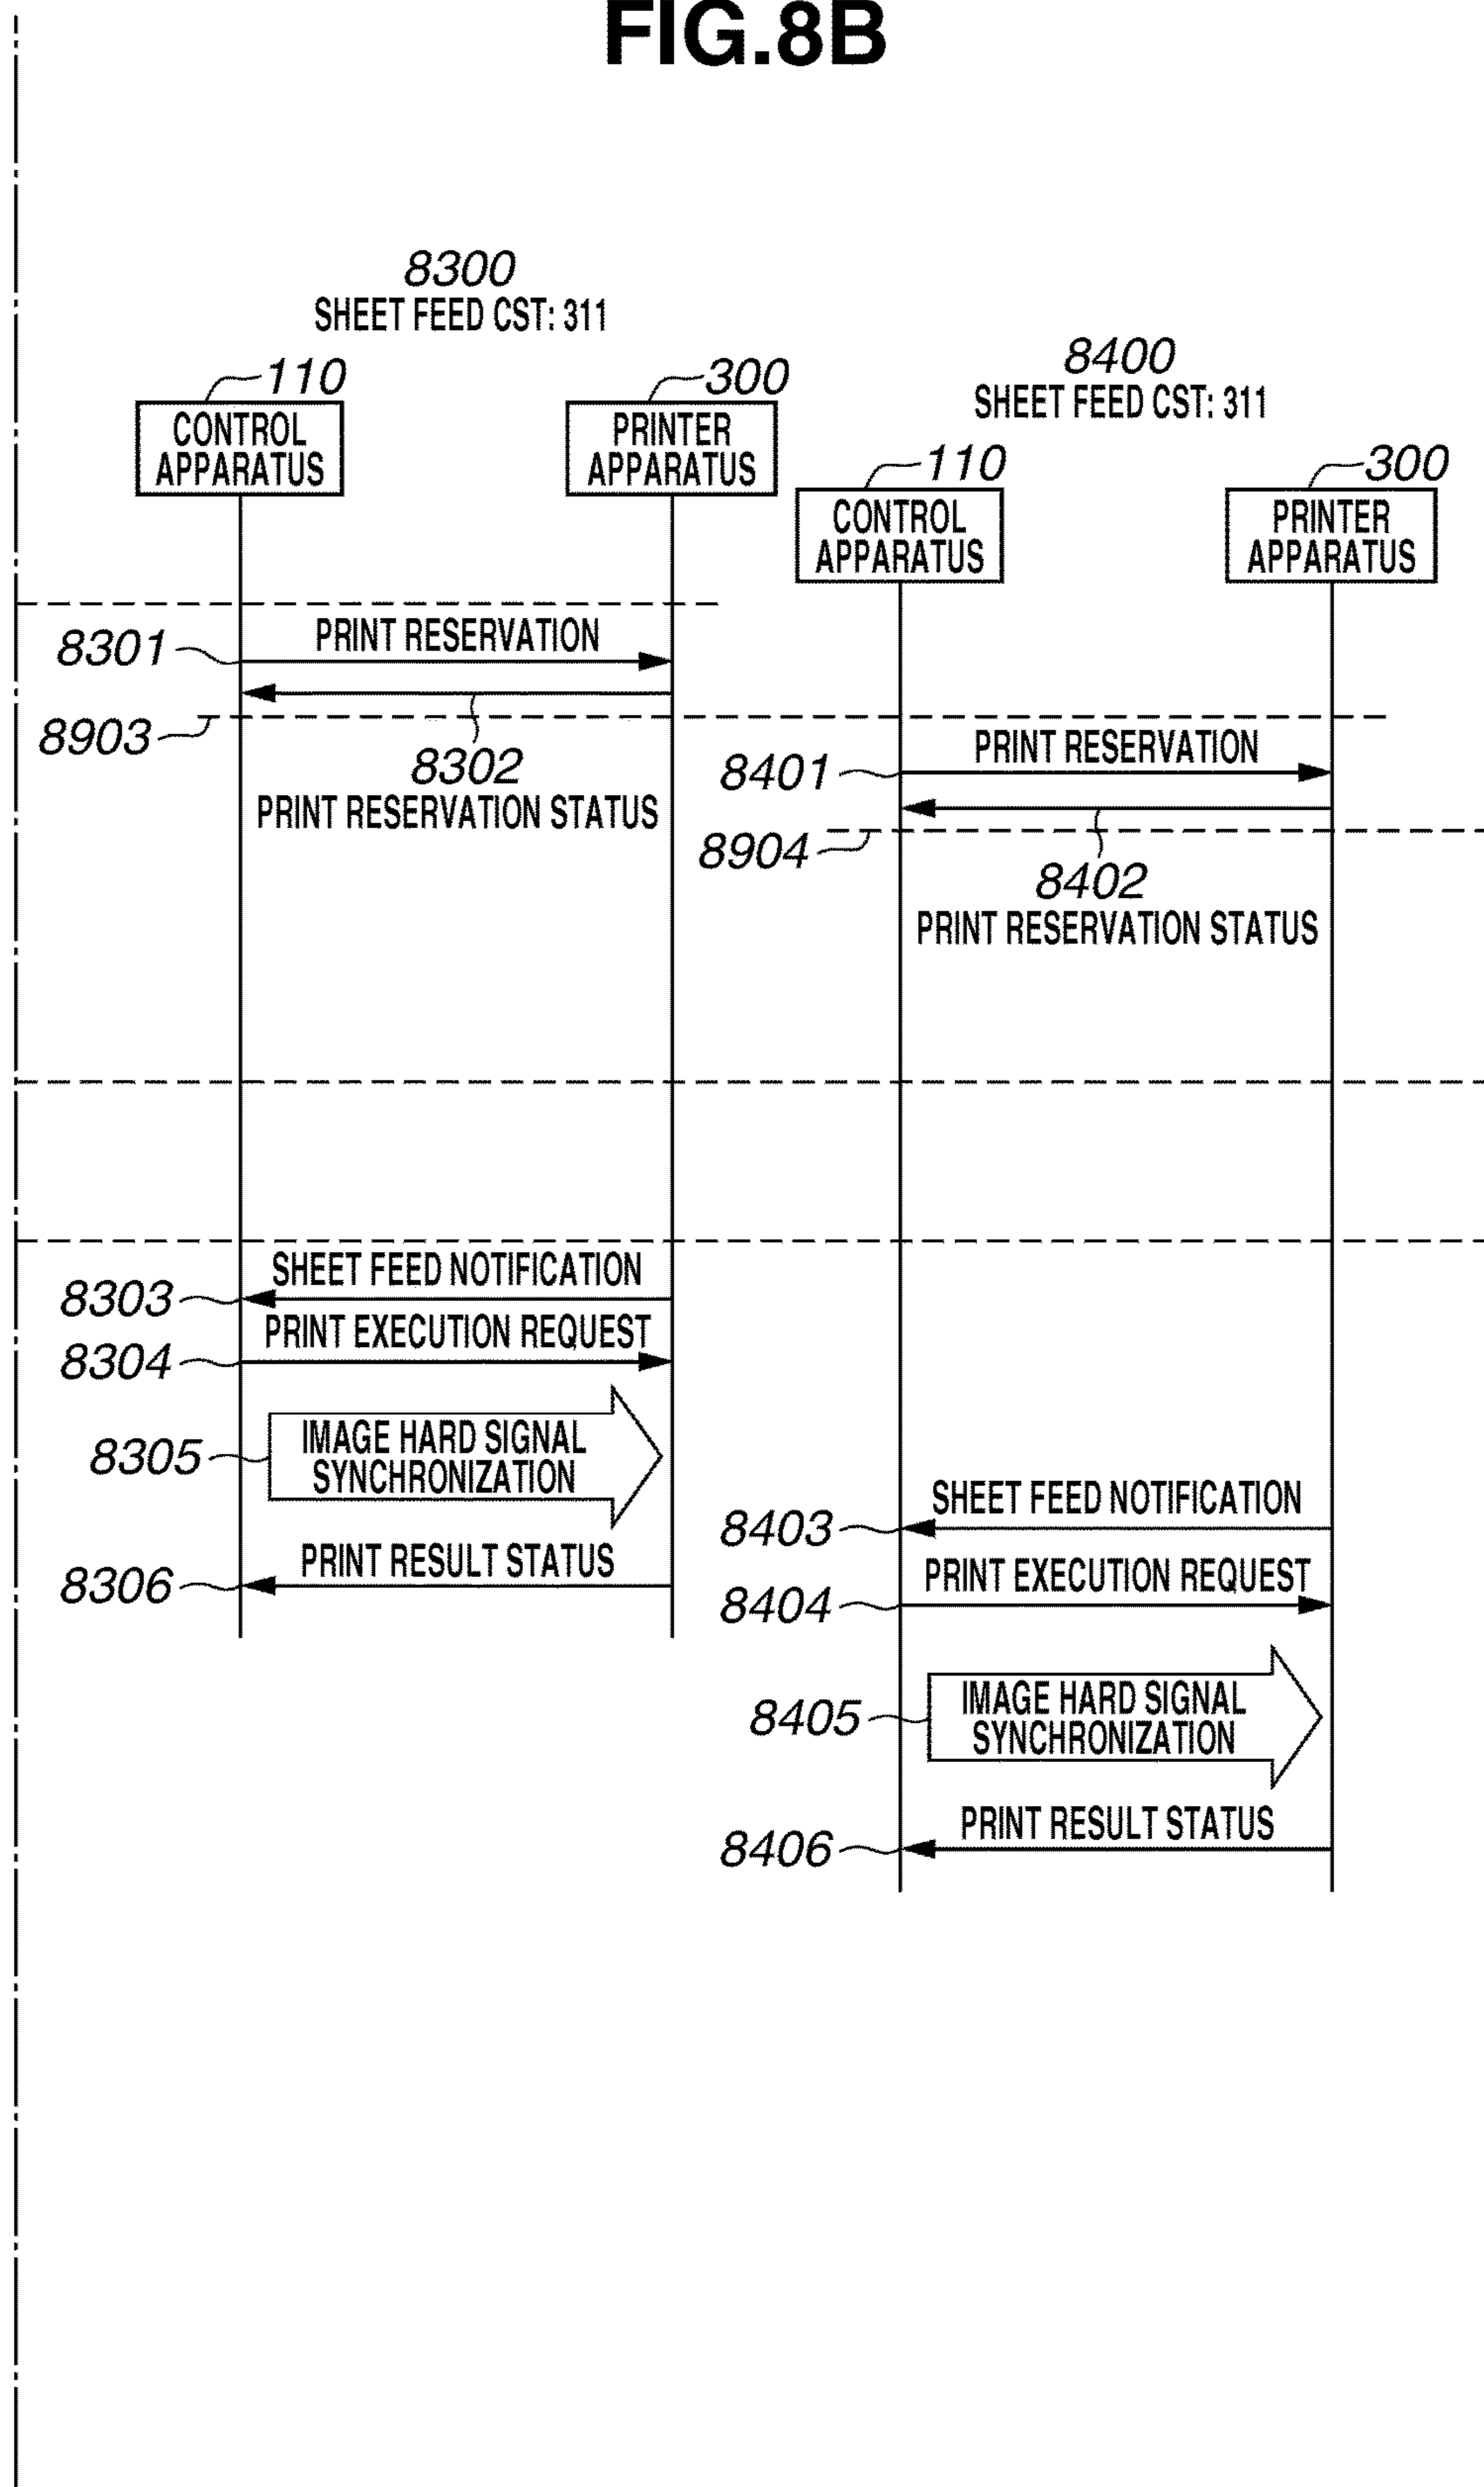 FIG.8B
8300
SHEET FEED CST: 311
110
300
CONTROL
APPARATUS
PRINTER
APPARATUS
8400
SHEET FEED CST: 311
110
300
CONTROL
APPARATUS
PRINTER
APPARATUS
8301
PRINT RESERVATION
8903
8302
PRINT RESERVATION STATUS
8401
PRINT RESERVATION
8904
8402
PRINT RESERVATION STATUS
SHEET FEED NOTIFICATION
8303
PRINT EXECUTION REQUEST
8304
8305
IMAGE HARD SIGNAL
SYNCHRONIZATION
PRINT RESULT STATUS
8306
SHEET FEED NOTIFICATION
8403
PRINT EXECUTION REQUEST
8404
8405
IMAGE HARD SIGNAL
SYNCHRONIZATION
PRINT RESULT STATUS
8406